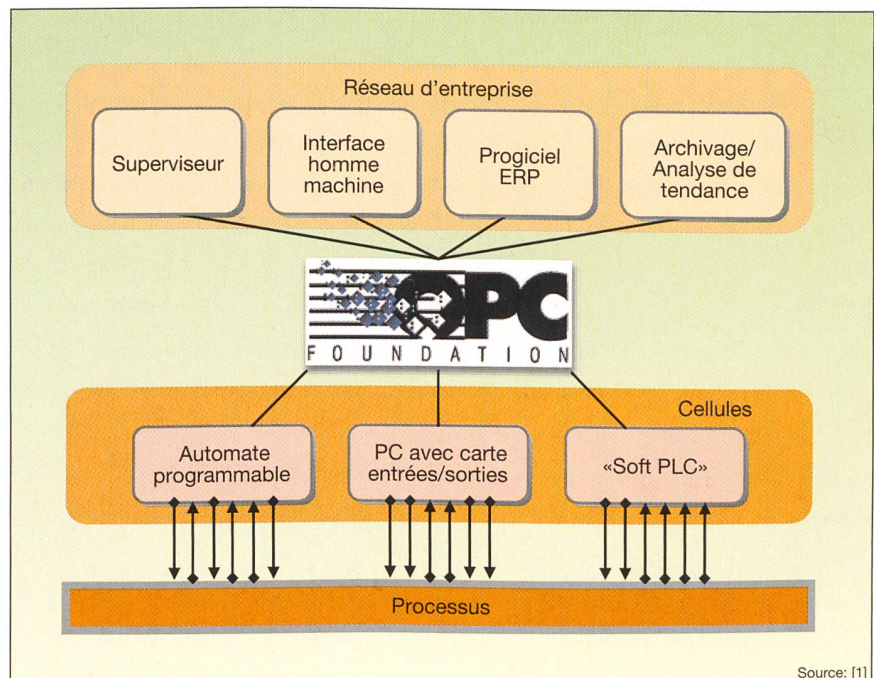 Réseau d'entreprise
Superviseur
Interface
homme
machine
Progiciel
ERP
Archivage/
Analyse de
tendance
OPC
FOUNDATION
Cellules
Automate
programmable
PC avec carte
entrées/sorties
«Soft PLC»
Processus
Source: [1]